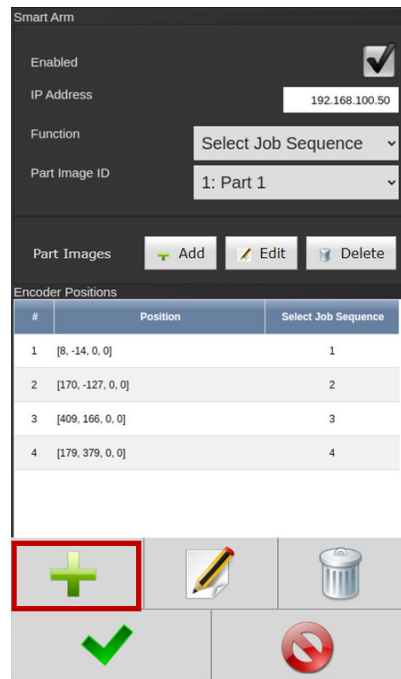 Smart Arm
Enabled
IP Address 192.168.100.50
Function Select Job Sequence
Part Image ID 1: Part 1
Part Images Add Edit Delete
Encoder Positions
# Position Select Job Sequence
1 [8, -14, 0, 0] 1
2 [170, -127, 0, 0] 2
3 [409, 166, 0, 0] 3
4 [179, 379, 0, 0] 4